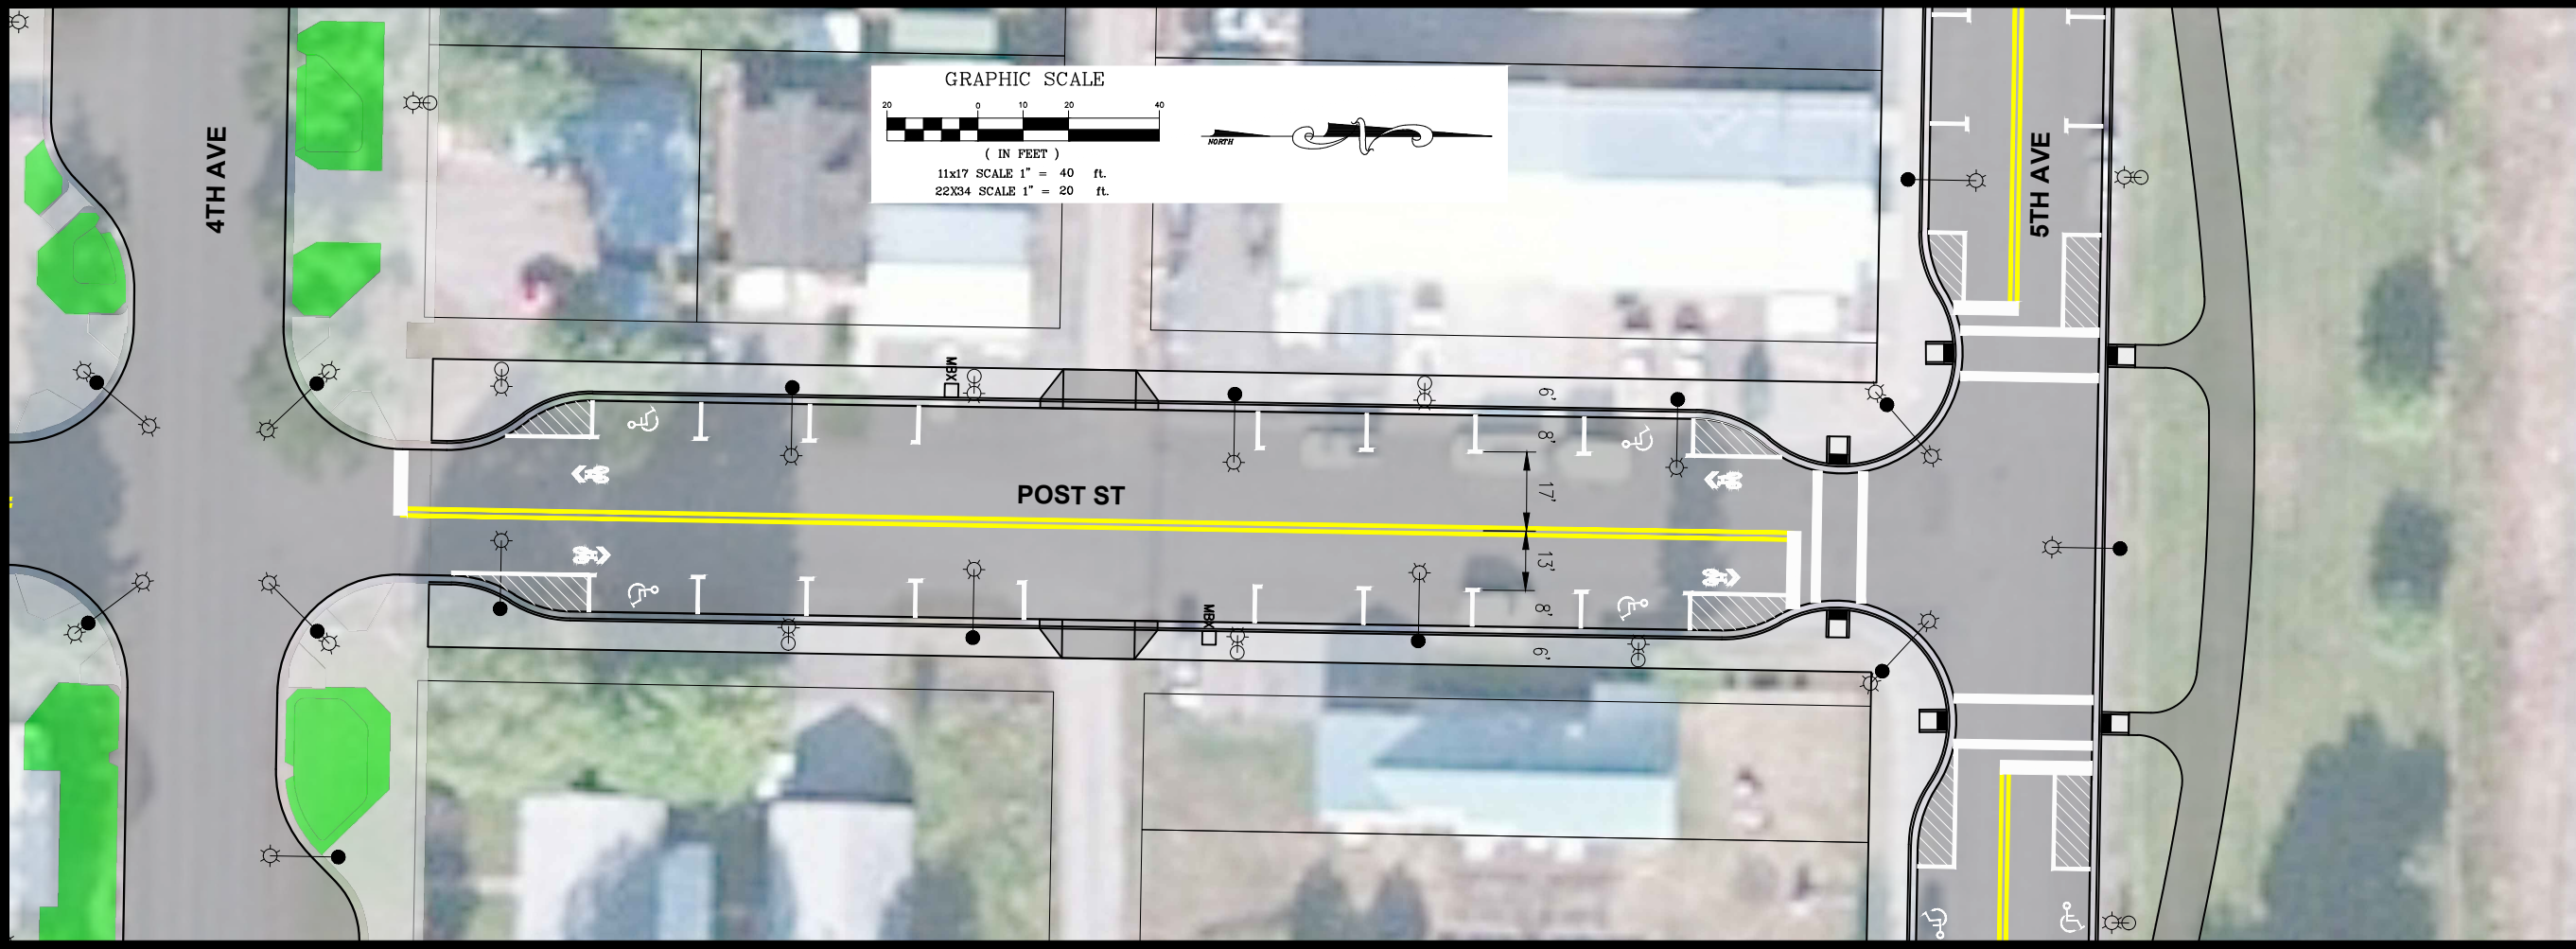 GRAPHIC SCALE
20 0 10 20 40
( IN FEET )
11x17 SCALE 1" = 40 ft.
22X34 SCALE 1" = 20 ft.
NORTH
N
4TH AVE
5TH AVE
MBX
6'
8'
17'
POST ST
13'
8'
MBX
6'